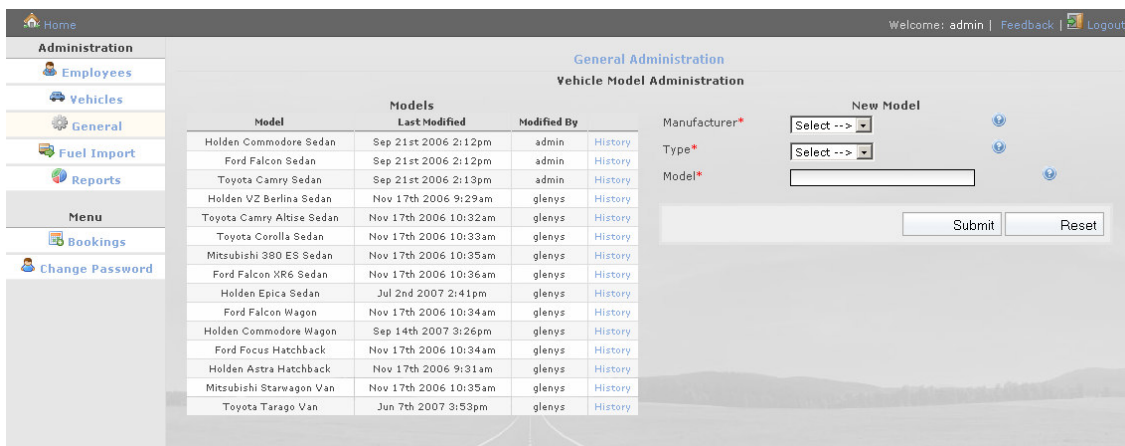 Home
Welcome: admin | Feedback | Logout
Administration
Employees
Vehicles
General
Fuel Import
Reports
Menu
Bookings
Change Password
General Administration
Vehicle Model Administration
Models
Model Last Modified Modified By
Holden Commodore Sedan Sep 21st 2006 2:12pm admin History
Ford Falcon Sedan Sep 21st 2006 2:12pm admin History
Toyota Camry Sedan Sep 21st 2006 2:13pm admin History
Holden VZ Berlina Sedan Nov 17th 2006 9:29am glenys History
Toyota Camry Altise Sedan Nov 17th 2006 10:32am glenys History
Toyota Corolla Sedan Nov 17th 2006 10:33am glenys History
Mitsubishi 380 ES Sedan Nov 17th 2006 10:35am glenys History
Ford Falcon XR6 Sedan Nov 17th 2006 10:36am glenys History
Holden Epica Sedan Jul 2nd 2007 2:41pm glenys History
Ford Falcon Wagon Nov 17th 2006 10:34am glenys History
Holden Commodore Wagon Sep 14th 2007 3:26pm glenys History
Ford Focus Hatchback Nov 17th 2006 10:34am glenys History
Holden Astra Hatchback Nov 17th 2006 9:31am glenys History
Mitsubishi Starwagon Van Nov 17th 2006 10:35am glenys History
Toyota Tarago Van Jun 7th 2007 3:53pm glenys History
New Model
Manufacturer* Select -->
Type* Select -->
Model*
Submit Reset